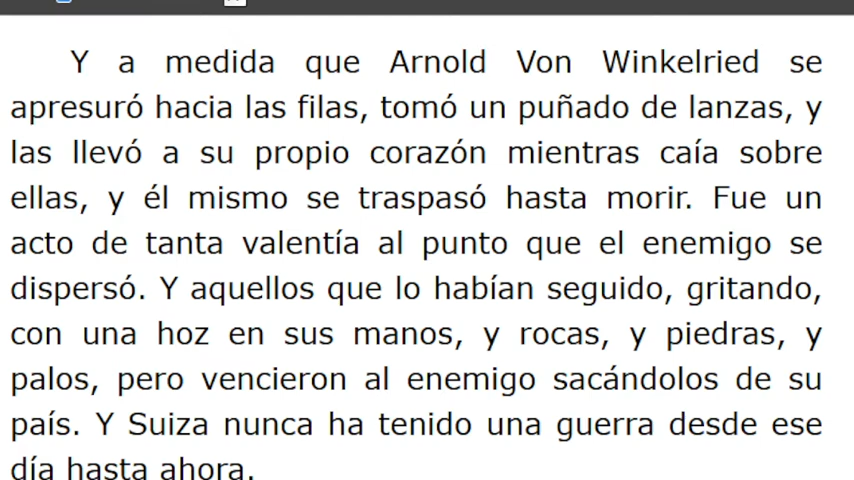 Y a medida que Arnold Von Winkelried se
apresuró hacia las filas, tomó un puñado de lanzas, y
las llevó a su propio corazón mientras caía sobre
ellas, y él mismo se traspasó hasta morir. Fue un
acto de tanta valentía al punto que el enemigo se
dispersó. Y aquellos que lo habían seguido, gritando,
con una hoz en sus manos, y rocas, y piedras, y
palos, pero vencieron al enemigo sacándolos de su
país. Y Suiza nunca ha tenido una guerra desde ese
día hasta ahora.